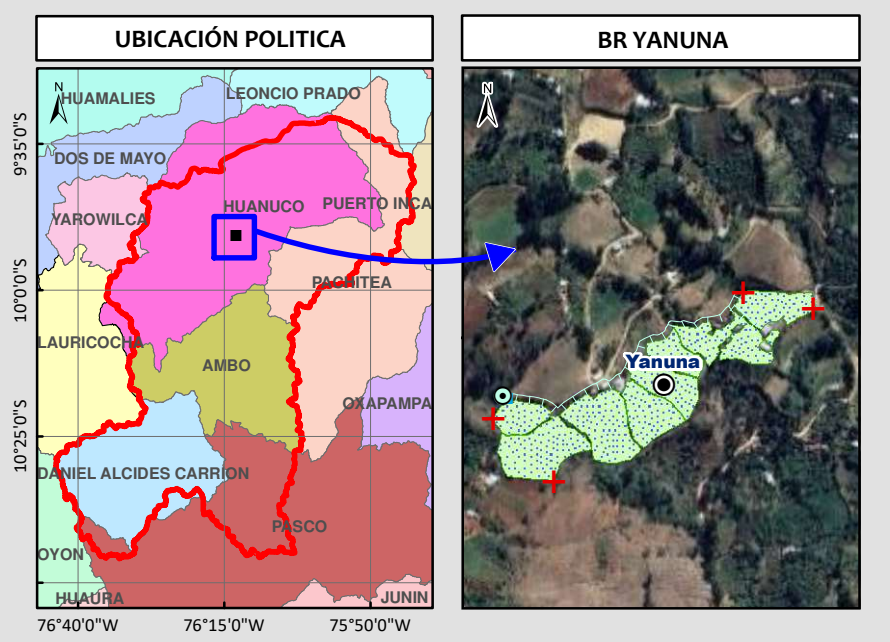 UBICACIÓN POLITICA
BR YANUNA
N
HUAMALIES
LEONCIO PRADO
DOS DE MAYO
YAROWILCA
HUANUCO
PUERTO INCA
PACHITEA
LAURICOCHA
AMBO
OXAPAMPA
DANIEL ALCIDES CARRION
PASCO
OYON
HUAURA
JUNIN
9°35'0"S
10°0'0"S
10°25'0"S
76°40'0"W
76°15'0"W
75°50'0"W
N
Yanuna